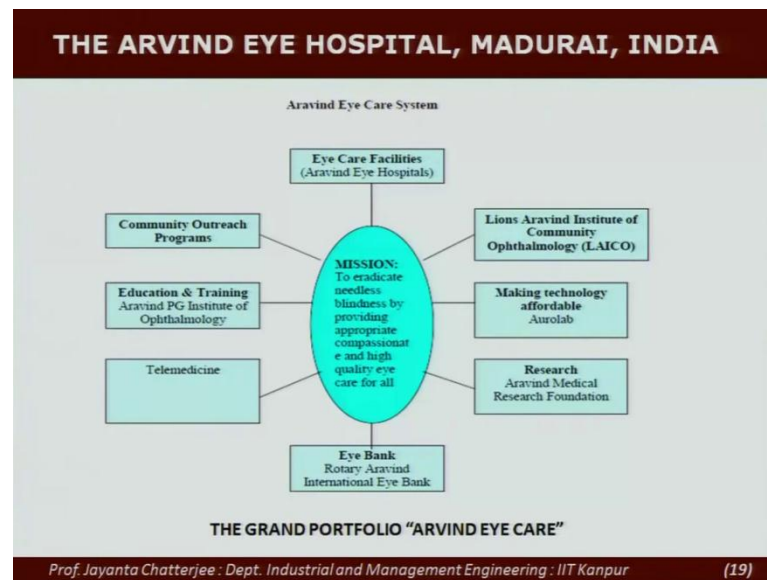 THE ARVIND EYE HOSPITAL, MADURAI, INDIA
Aravind Eye Care System
Eye Care Facilities
(Aravind Eye Hospitals)
Community Outreach
Programs
Lions Aravind Institute of
Community
Ophthalmology (LAICO)
MISSION:
To eradicate
needless
blindness by
providing
appropriate
compassionat
e and high
quality eye
care for all
Education & Training
Aravind PG Institute of
Ophthalmology
Making technology
affordable
Aurolab
Telemedicine
Research
Aravind Medical
Research Foundation
Eye Bank
Rotary Aravind
International Eye Bank
THE GRAND PORTFOLIO “ARVIND EYE CARE”
Prof. Jayanta Chatterjee : Dept. Industrial and Management Engineering : IIT Kanpur (19)